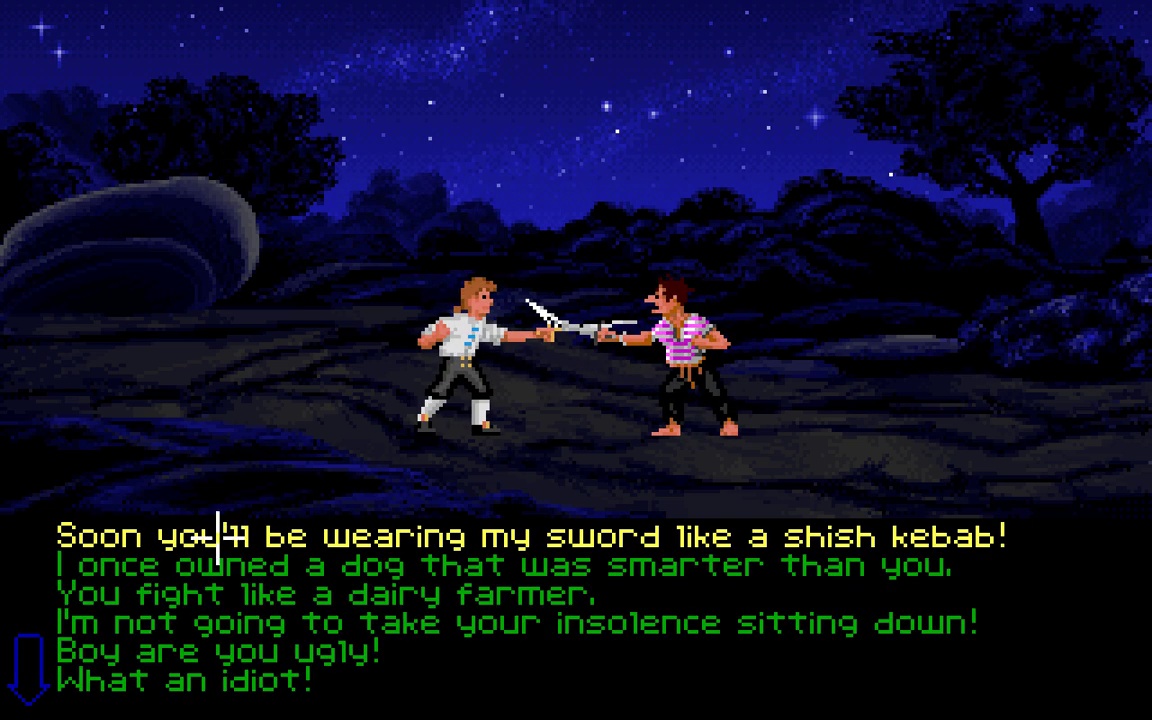 Soon you'll be wearing my sword like a shish kebab!
I once owned a dog that was smarter than you.
You fight like a dairy farmer.
I'm not going to take your insolence sitting down!
Boy are you ugly!
What an idiot!